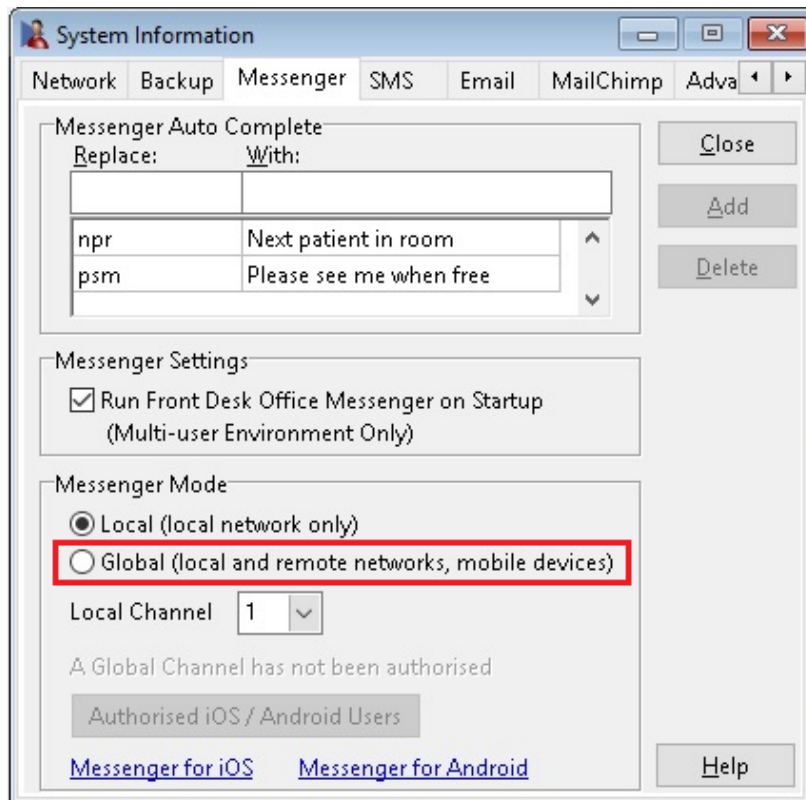 System Information
Network Backup Messenger SMS Email MailChimp Adva
Messenger Auto Complete
Replace: With:
npr Next patient in room
psm Please see me when free
Close
Add
Delete
Messenger Settings
Run Front Desk Office Messenger on Startup
(Multi-user Environment Only)
Messenger Mode
Local (local network only)
Global (local and remote networks, mobile devices)
Local Channel 1
A Global Channel has not been authorised
Authorised iOS / Android Users
Messenger for iOS Messenger for Android
Help